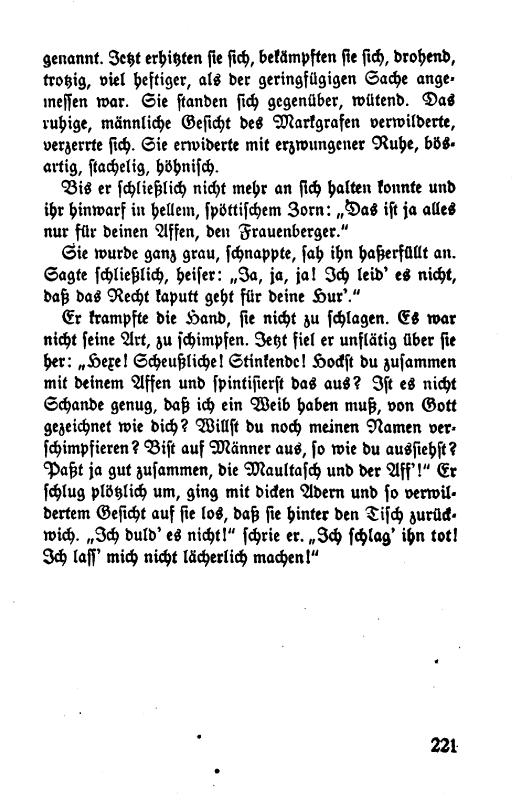 genannt. Jetzt erhitzten sie sich, bekämpften sie sich, drohend,
trotzig, viel heftiger, als der geringfügigen Sache ange-
messen war. Sie standen sich gegenüber, wütend. Das
ruhige, männliche Gesicht des Markgrafen verwilderte,
verzerrte sich. Sie erwiderte mit erzwungener Ruhe, bös-
artig, stachelig, höhnisch.
Bis er schließlich nicht mehr an sich halten konnte und
ihr hinwarf in hellem, spöttischem Zorn: „Das ist ja alles
nur für deinen Affen, den Frauenberger.“
Sie wurde ganz grau, schnappte, sah ihn haßerfüllt an.
Sagte schließlich, heiser: „Ja, ja, ja! Ich leid’ es nicht,
daß das Recht kaputt geht für deine Hur’.“
Er krampfte die Hand, sie nicht zu schlagen. Es war
nicht seine Art, zu schimpfen. Jetzt fiel er unflätig über sie
her: „Hexe! Scheußliche! Stinkende! Hockst du zusammen
mit deinem Affen und spintisierst das aus? Ist es nicht
Schande genug, daß ich ein Weib haben muß, von Gott
gezeichnet wie dich? Willst du noch meinen Namen ver-
schimpfieren? Bist auf Männer aus, so wie du aussiehst?
Paßt ja gut zusammen, die Maultasch und der Aff’!“ Er
schlug plötzlich um, ging mit dicken Adern und so verwil-
dertem Gesicht auf sie los, daß sie hinter den Tisch zurück-
wich. „Ich duld’ es nicht!“ schrie er. „Ich schlag’ ihn tot!
Ich lass’ mich nicht lächerlich machen!“
221